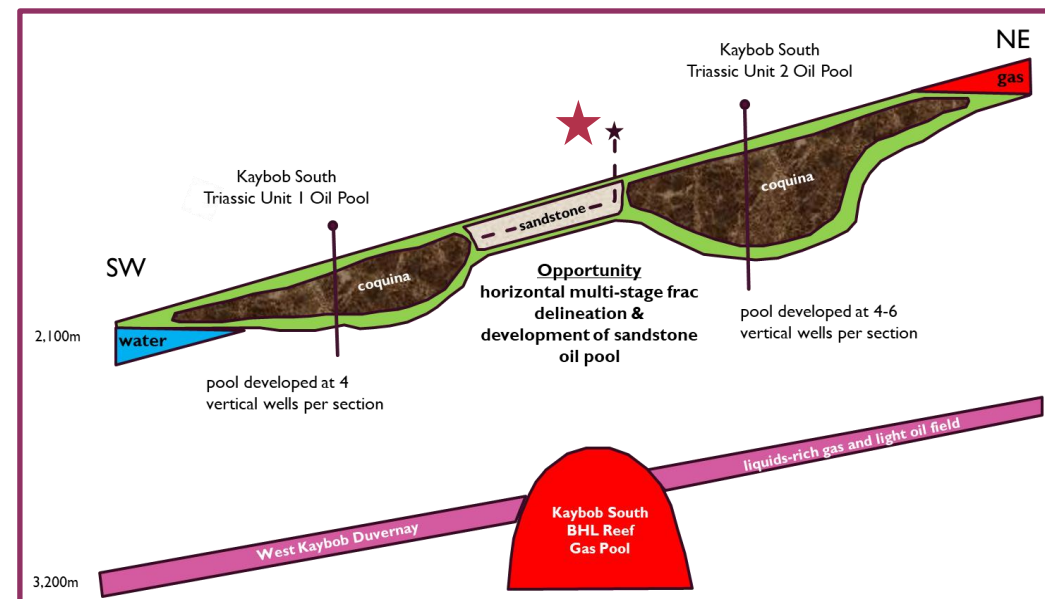 NE
Kaybob South
Triassic Unit 2 Oil Pool
gas
Kaybob South
Triassic Unit 1 Oil Pool
coquina
sandstone
SW
coquina
Opportunity
horizontal multi-stage frac
delineation &
development of sandstone
oil pool
pool developed at 4-6
vertical wells per section
2,100m
water
pool developed at 4
vertical wells per section
liquids-rich gas and light oil field
Kaybob South
BHL Reef
Gas Pool
West Kaybob Duvernay
3,200m